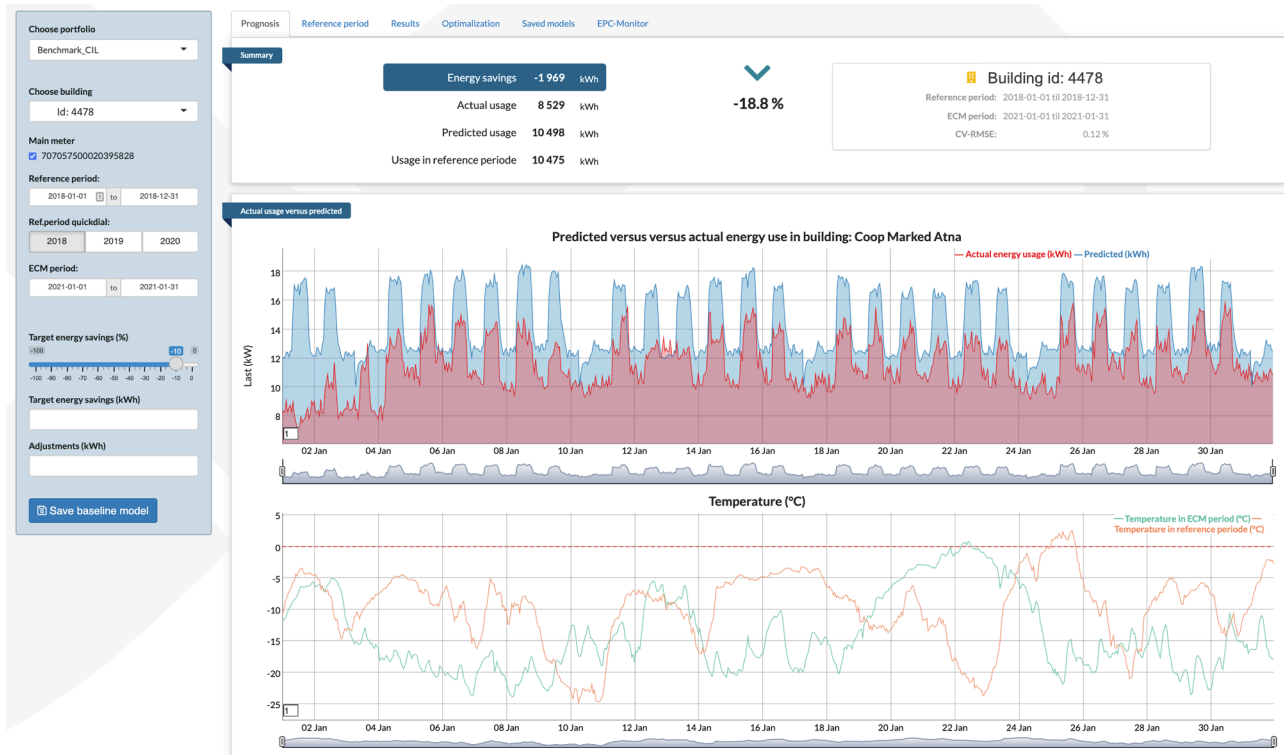 Choose portfolio
Benchmark_CIL
Choose building
Id: 4478
Main meter
707057500020395828
Reference period:
2018-01-01 to 2018-12-31
Ref.period quickdial:
2018 2019 2020
ECM period:
2021-01-01 to 2021-01-31
Target energy savings (%)
-100 -10 0
-100 -90 -80 -70 -60 -50 -40 -30 -20 -10 0
Target energy savings (kWh)
Adjustments (kWh)
Save baseline model
Prognosis Reference period Results Optimalization Saved models EPC-Monitor
Summary
Energy savings -1 969 kWh
Actual usage 8 529 kWh
Predicted usage 10 498 kWh
Usage in reference periode 10 475 kWh
-18.8 %
Building id: 4478
Reference period: 2018-01-01 til 2018-12-31
ECM period: 2021-01-01 til 2021-01-31
CV-RMSE: 0.12 %
Actual usage versus predicted
Predicted versus versus actual energy use in building: Coop Marked Atna
Actual energy usage (kWh) Predicted (kWh)
Last (kW)
18
16
14
12
10
8
1
02 Jan 04 Jan 06 Jan 08 Jan 10 Jan 12 Jan 14 Jan 16 Jan 18 Jan 20 Jan 22 Jan 24 Jan 26 Jan 28 Jan 30 Jan
Temperature (°C)
Temperature in ECM period (°C)
Temperature in reference periode (°C)
5
0
-5
-10
-15
-20
-25
1
02 Jan 04 Jan 06 Jan 08 Jan 10 Jan 12 Jan 14 Jan 16 Jan 18 Jan 20 Jan 22 Jan 24 Jan 26 Jan 28 Jan 30 Jan